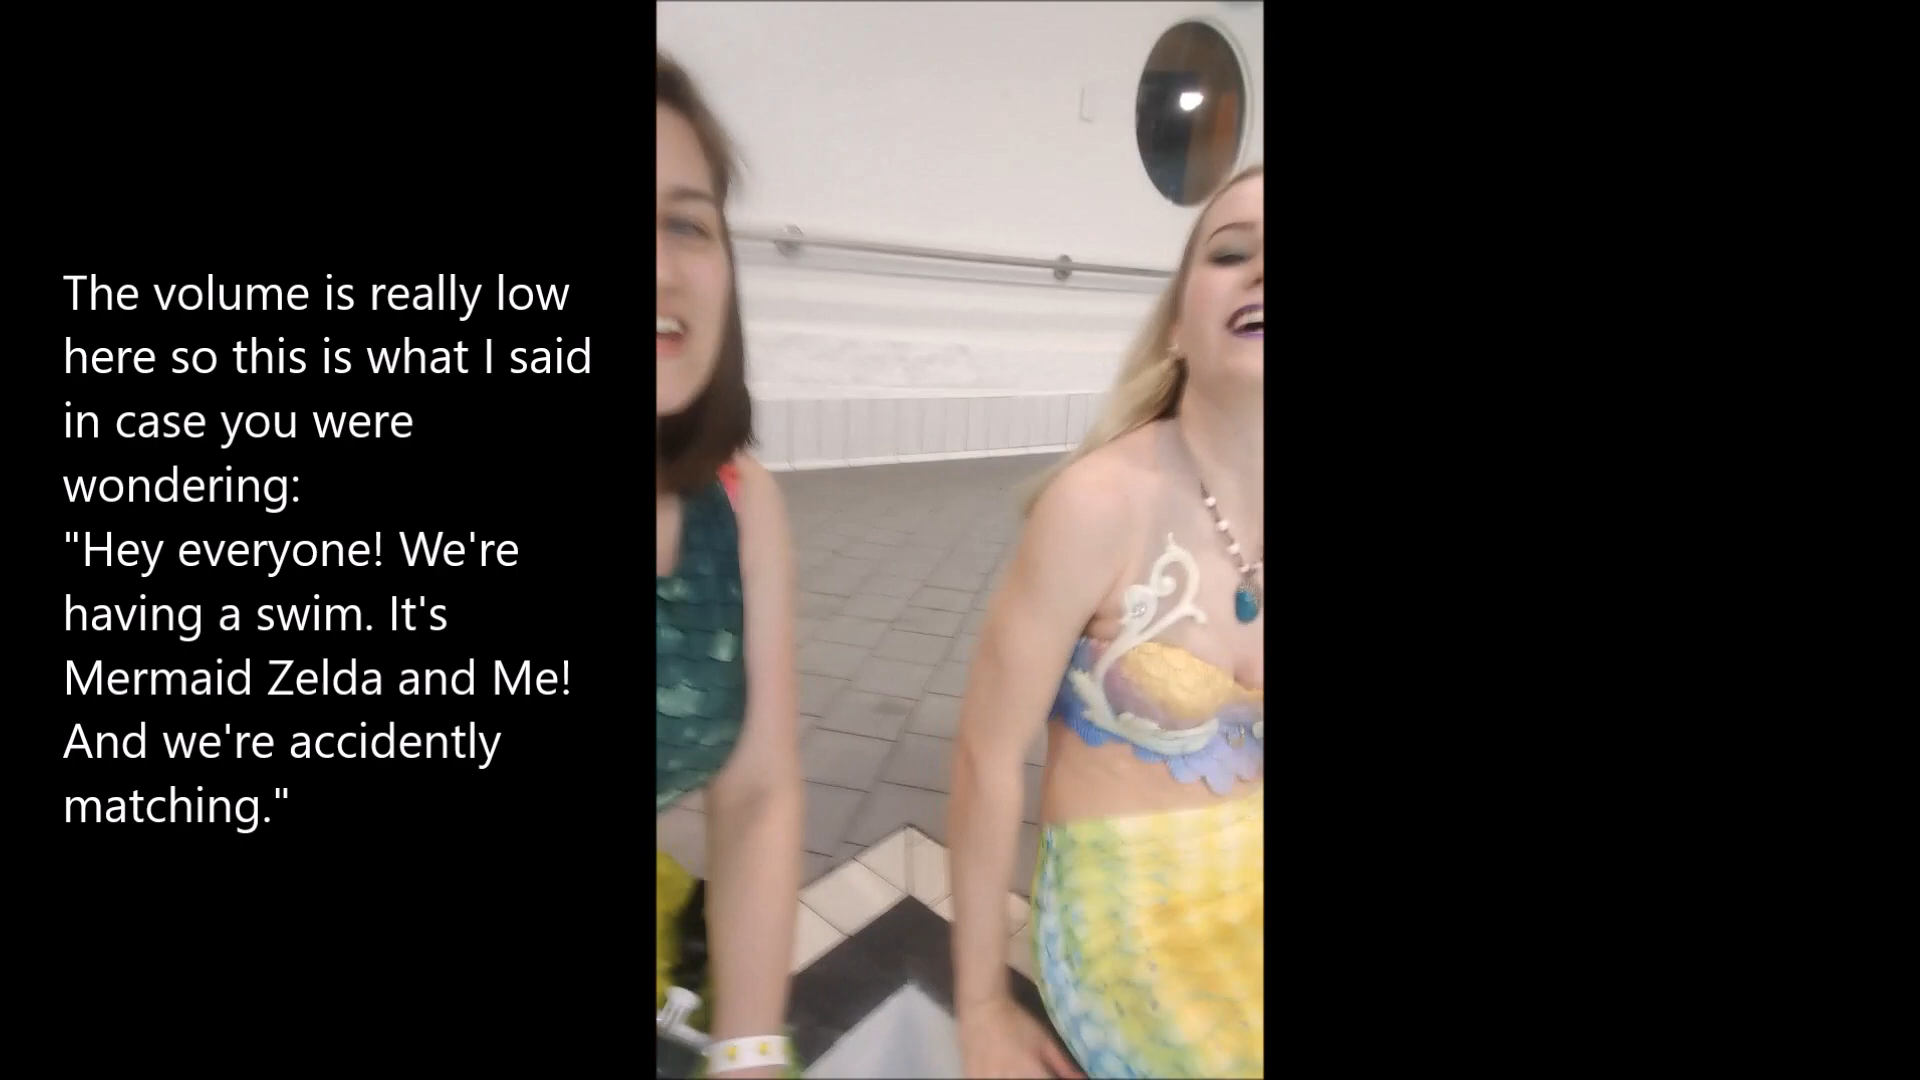 The volume is really low
here so this is what I said
in case you were
wondering:
"Hey everyone! We're
having a swim. It's
Mermaid Zelda and Me!
And we're accidently
matching."